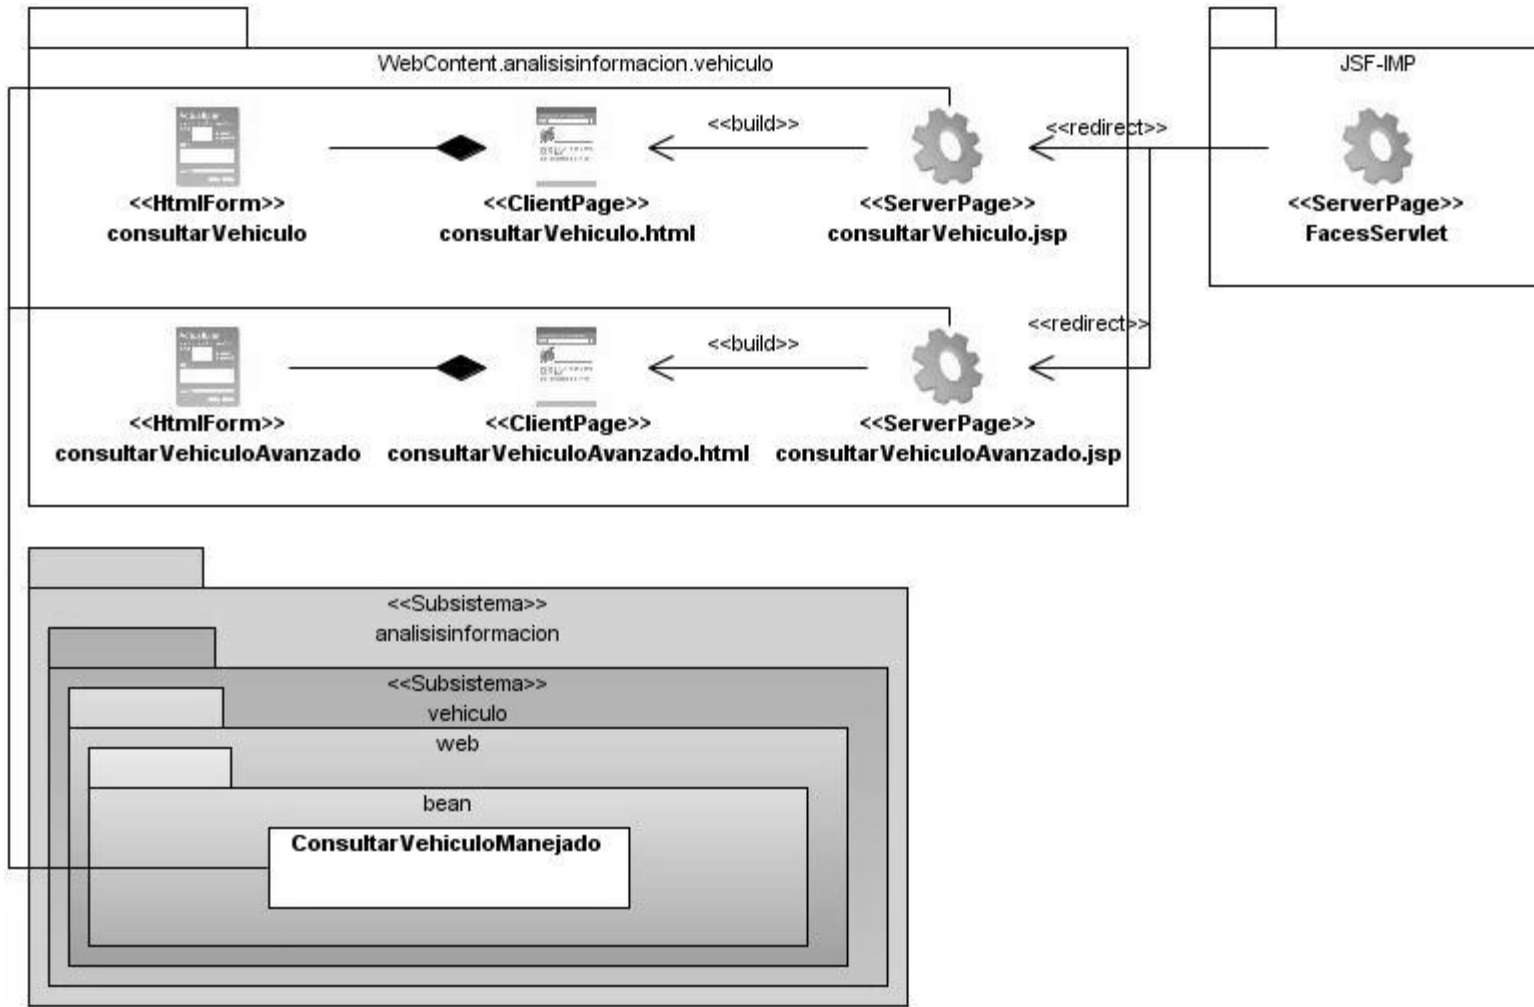 WebContent.analisisinformacion.vehiculo
JSF-IMP
<<build>>
<<redirect>>
<<HtmlForm>>
consultarVehiculo
<<ClientPage>>
consultarVehiculo.html
<<ServerPage>>
consultarVehiculo.jsp
<<ServerPage>>
FacesServlet
<<build>>
<<redirect>>
<<HtmlForm>>
consultarVehiculoAvanzado
<<ClientPage>>
consultarVehiculoAvanzado.html
<<ServerPage>>
consultarVehiculoAvanzado.jsp
<<Subsistema>>
analisisinformacion
<<Subsistema>>
vehiculo
web
bean
ConsultarVehiculoManejado